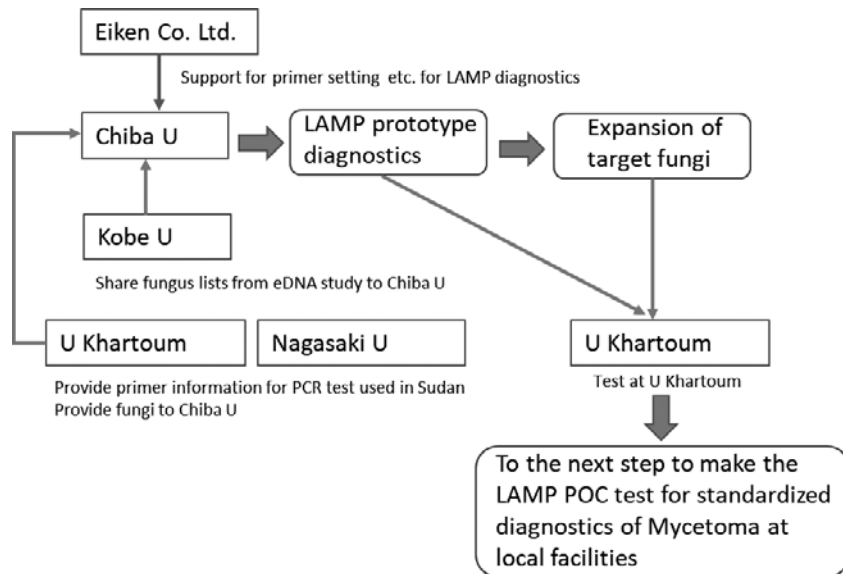 Eiken Co. Ltd.
Support for primer setting etc. for LAMP diagnostics
Chiba U
LAMP prototype
diagnostics
Expansion of
target fungi
Kobe U
Share fungus lists from eDNA study to Chiba U
U Khartoum
Nagasaki U
U Khartoum
Provide primer information for PCR test used in Sudan
Provide fungi to Chiba U
Test at U Khartoum
To the next step to make the
LAMP POC test for standardized
diagnostics of Mycetoma at
local facilities